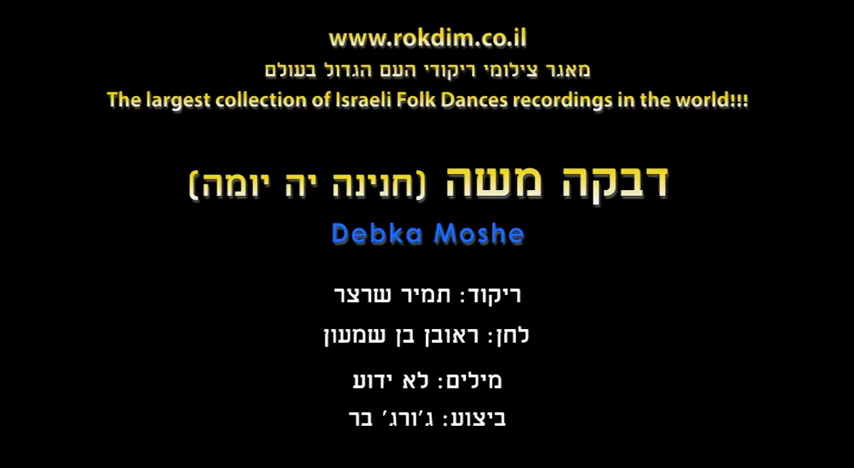 www.rokdim.co.il
מאגר צילומי ריקודי העם הגדול בעולם
The largest collection of Israeli Folk Dances recordings in the world!!!
דבקה משה (חנינה יה יומה)
Debka Moshe
ריקוד: תמיר שרצר
לחן: ראובן בן שמעון
מילים: לא ידוע
ביצוע: ג'ורג' בר